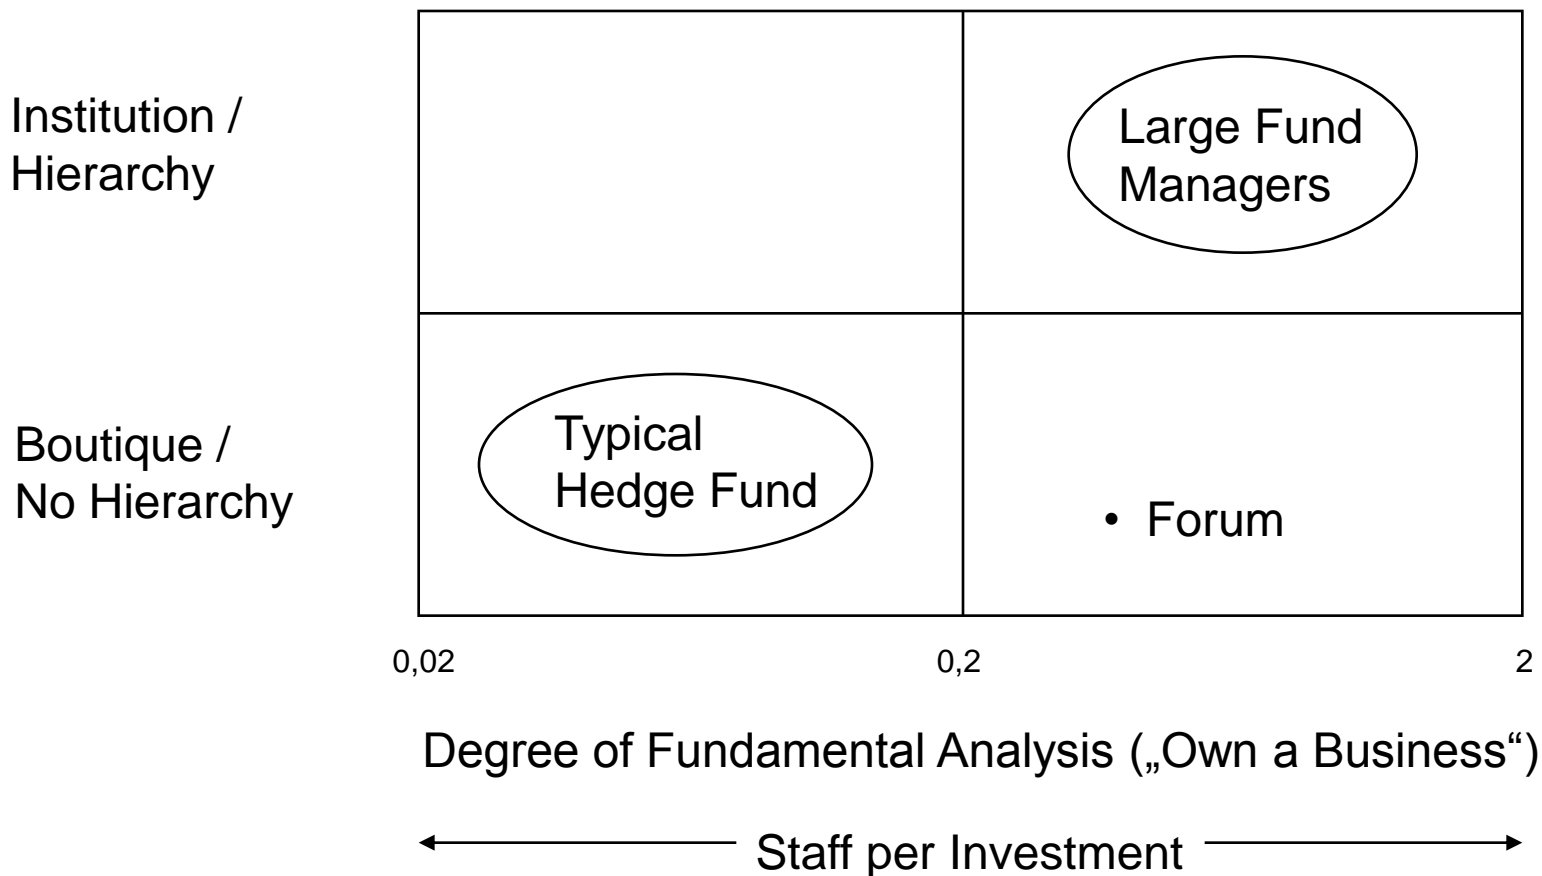 Institution /
Hierarchy
Large Fund
Managers
Boutique /
No Hierarchy
Typical
Hedge Fund
• Forum
0,02
0,2
2
Degree of Fundamental Analysis („Own a Business“)
Staff per Investment